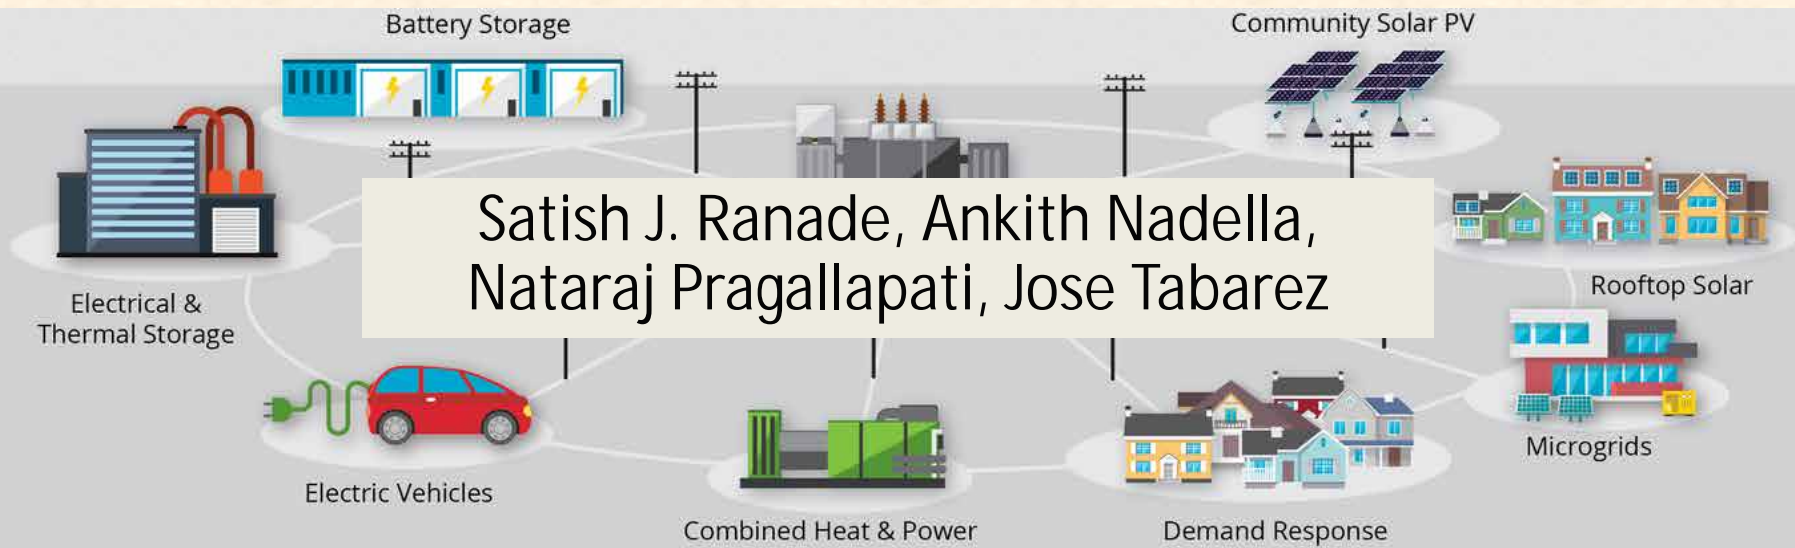 Battery Storage
Community Solar PV
Satish J. Ranade, Ankith Nadella,
Nataraj Pragallapati, Jose Tabarez
Rooftop Solar
Electrical &
Thermal Storage
Microgrids
Electric Vehicles
Combined Heat & Power
Demand Response